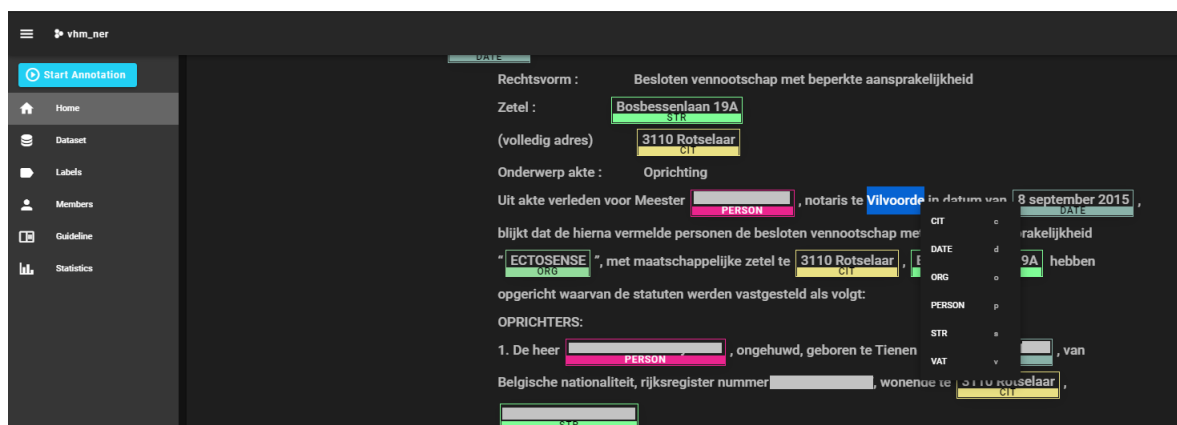 vhm_ner
Start Annotation
Home
Dataset
Labels
Members
Guideline
Statistics
DATE
Rechtsvorm : Besloten vennootschap met beperkte aansprakelijkheid
Zetel : Bosbessenlaan 19A
STR
(volledig adres) 3110 Rotselaar
CIT
Onderwerp akte : Oprichting
Uit akte verleden voor Meester , notaris te Vilvoorde in datum van 8 september 2015 ,
PERSON DATE
blijkt dat de hierna vermelde personen de besloten vennootschap me rakelijkheid
“ ECTOSENSE ”, met maatschappelijke zetel te 3110 Rotselaar , 9A hebben
ORG CIT
opgericht waarvan de statuten werden vastgesteld als volgt:
OPRICHTERS:
1. De heer , ongehuwd, geboren te Tienen , van
PERSON
Belgische nationaliteit, rijksregister nummer , wonende te 3110 Rotselaar ,
CIT
STR
CIT c
DATE d
ORG o
PERSON p
STR s
VAT v